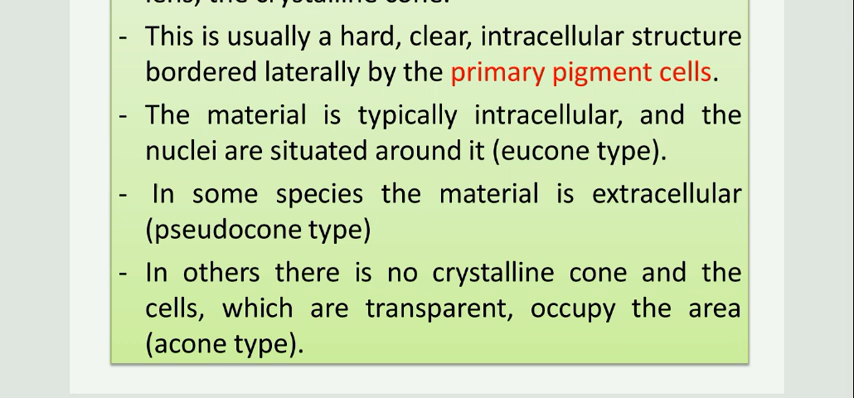 - This is usually a hard, clear, intracellular structure
bordered laterally by the primary pigment cells.
- The material is typically intracellular, and the
nuclei are situated around it (eucone type).
- In some species the material is extracellular
(pseudocone type)
- In others there is no crystalline cone and the
cells, which are transparent, occupy the area
(acone type).